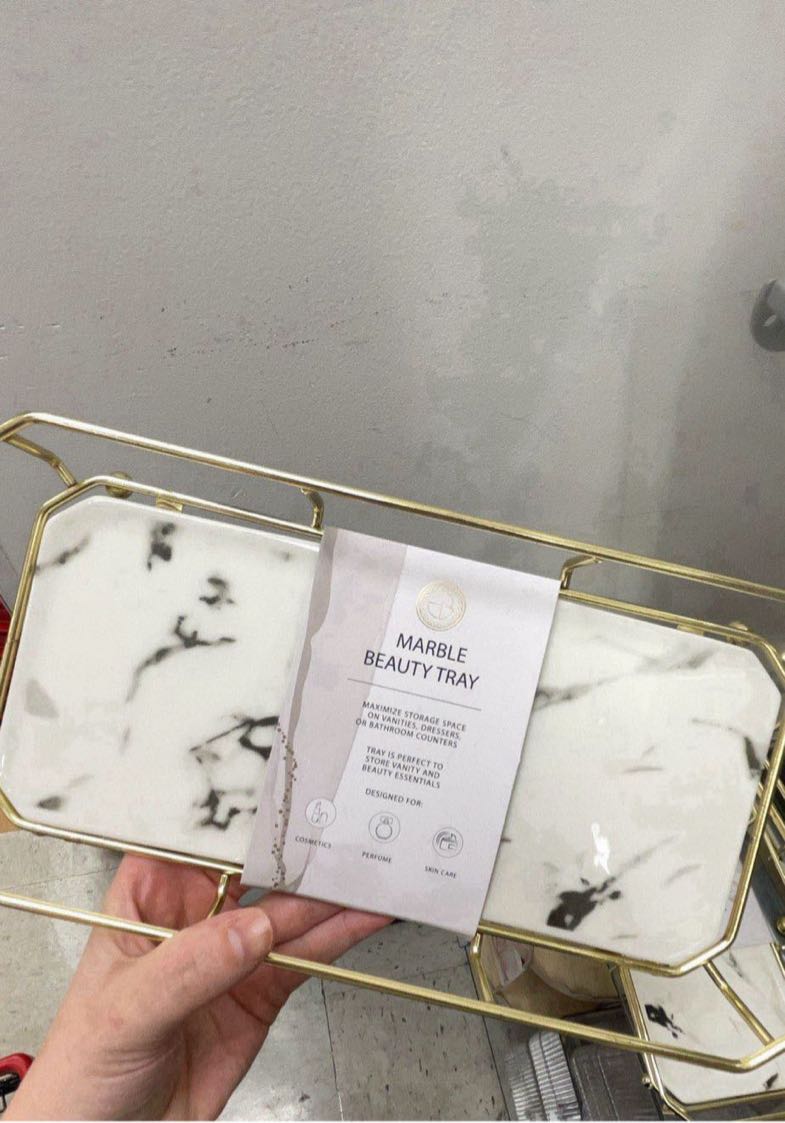 MARBLE
BEAUTY TRAY
MAXIMIZE STORAGE SPACE
ON VANITIES, DRESSERS,
OR BATHROOM COUNTERS
TRAY IS PERFECT TO
STORE VANITY AND
BEAUTY ESSENTIALS
DESIGNED FOR:
COSMETICS
PERFUME
SKIN CARE